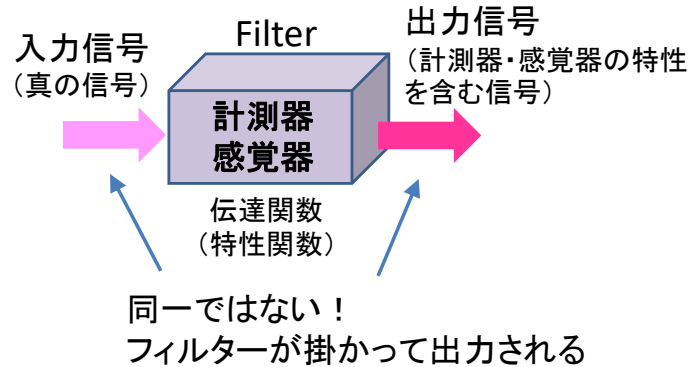 入力信号
（真の信号）
Filter
出力信号
（計測器・感覚器の特性
を含む信号）
計測器
感覚器
伝達関数
（特性関数）
同一ではない！
フィルターが掛かって出力される